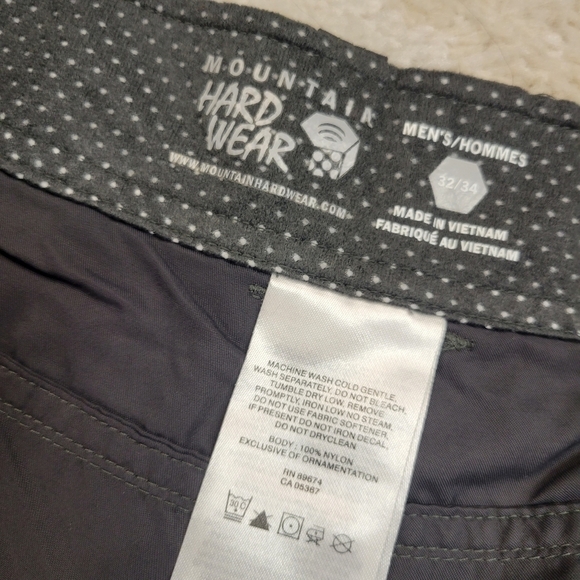 MOUNTAIN
HARD
WEAR
WWW.MOUNTAINHARDWEAR.COM
MEN'S/HOMMES
32/34
MADE IN VIETNAM
FABRIQUÉ AU VIETNAM
MACHINE WASH COLD GENTLE,
WASH SEPARATELY, DO NOT BLEACH,
TUMBLE DRY LOW, REMOVE
PROMPTLY, IRON LOW NO STEAM,
DO NOT USE FABRIC SOFTENER,
IF PRESENT DO NOT IRON DECAL,
DO NOT DRYCLEAN
BODY : 100% NYLON
EXCLUSIVE OF ORNAMENTATION
RN 89674
CA 05367
30 C